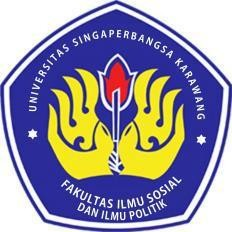 UNIVERSITAS SINGAPERBANGSA KARAWANG
FAKULTAS ILMU SOSIAL
DAN ILMU POLITIK